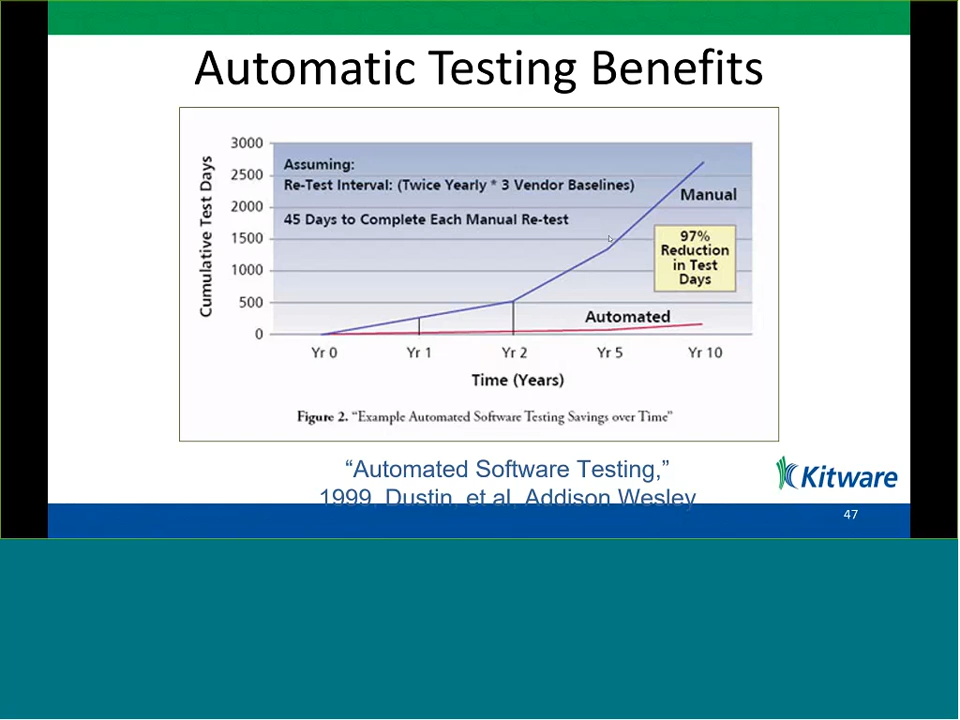 Automatic Testing Benefits
3000
2500
2000
1500
1000
500
0
Cumulative Test Days
Assuming:
Re-Test Interval: (Twice Yearly * 3 Vendor Baselines)
45 Days to Complete Each Manual Re-test
Manual
97%
Reduction
in Test
Days
Automated
Yr 0
Yr 1
Yr 2
Yr 5
Yr 10
Time (Years)
Figure 2. “Example Automated Software Testing Savings over Time”
“Automated Software Testing,”
1999, Dustin, et al, Addison Wesley
Kitware
47